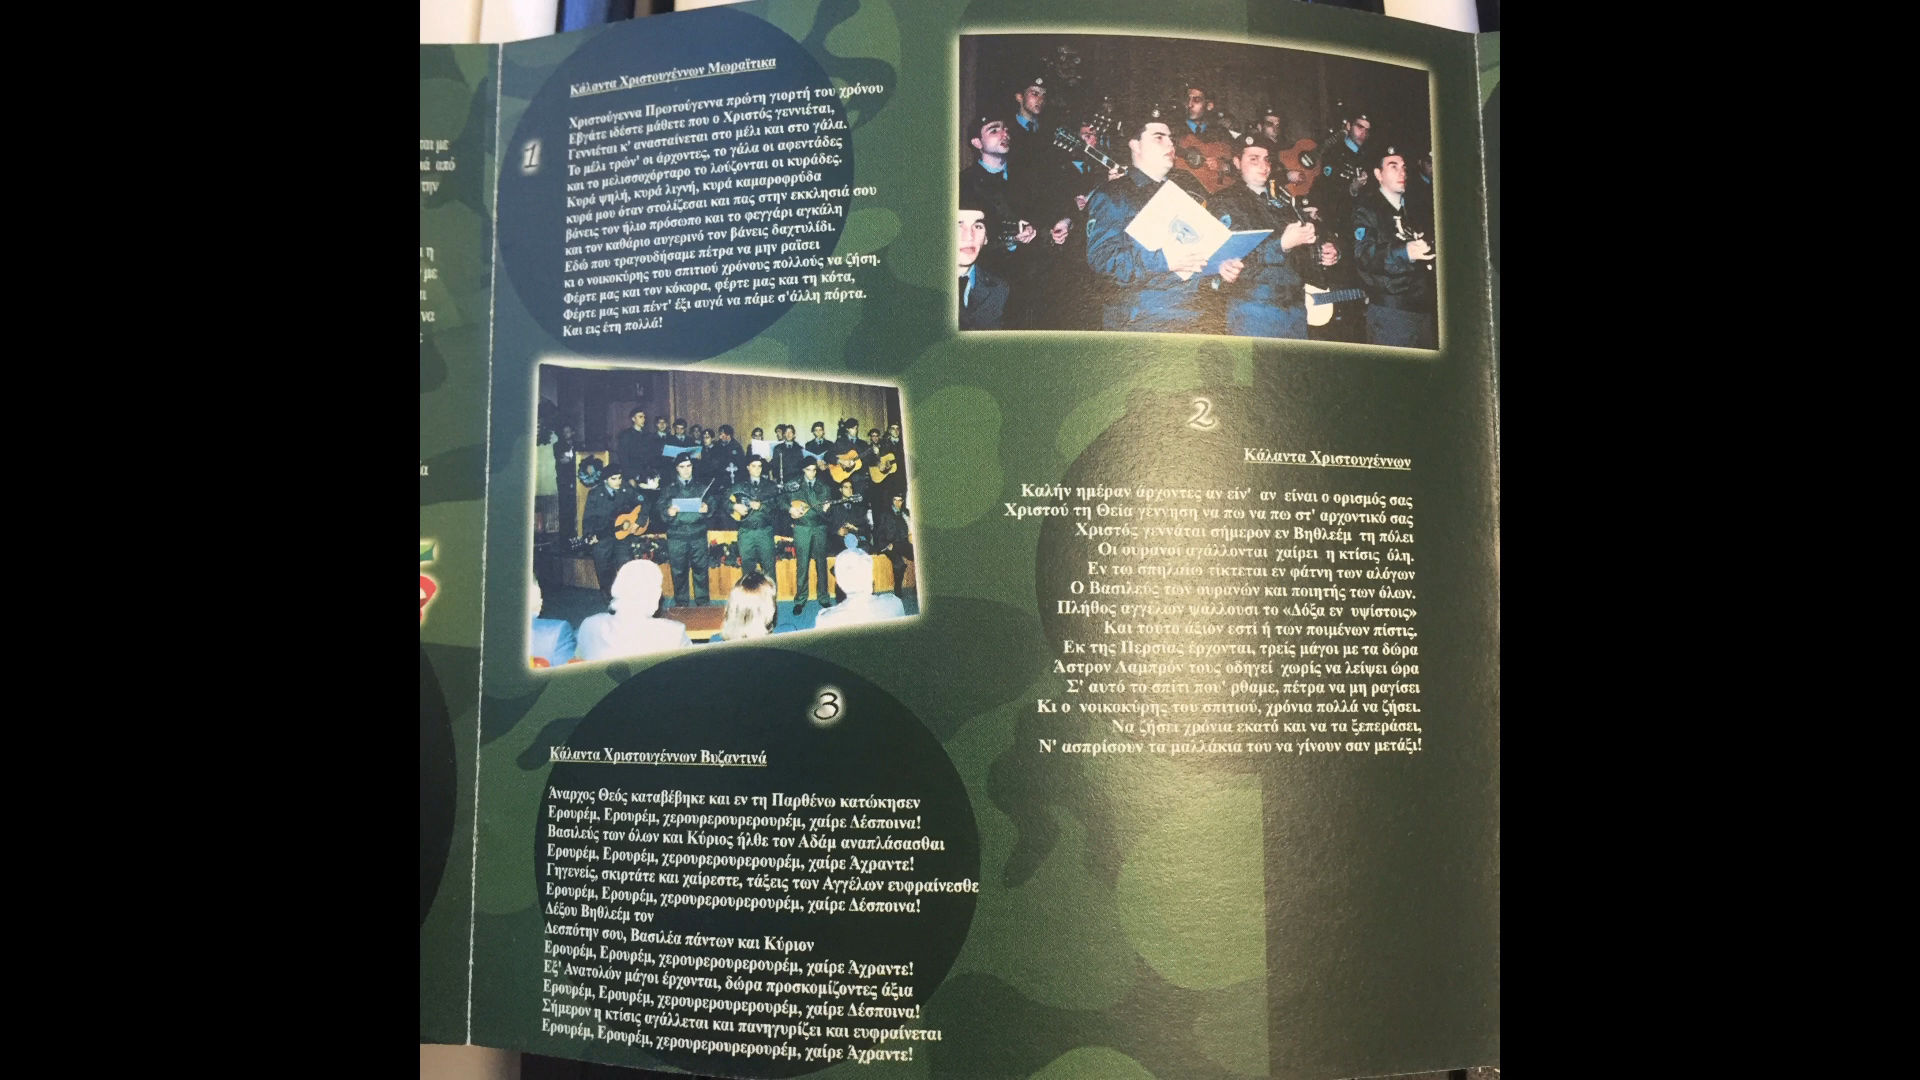 1
Κάλαντα Χριστουγέννων Μωραΐτικα
Χριστούγεννα Πρωτούγεννα πρώτη γιορτή του χρόνου
Εβγάτε ιδέστε μάθετε που ο Χριστός γεννιέται,
Γεννιέται κ' ανασταίνεται στο μέλι και στο γάλα.
Το μέλι τρών' οι άρχοντες, το γάλα οι αφεντάδες
και το μελισσοχόρταρο το λούζονται οι κυράδες.
Κυρά ψηλή, κυρά λιγνή, κυρά καμαροφρύδα
κυρά μου όταν στολίζεσαι και πας στην εκκλησιά σου
βάνεις τον ήλιο πρόσωπο και το φεγγάρι αγκάλη
και τον καθάριο αυγερινό τον βάνεις δαχτυλίδι.
Εδώ που τραγουδήσαμε πέτρα να μην ραΐσει
κι ο νοικοκύρης του σπιτιού χρόνους πολλούς να ζήση.
Φέρτε μας και τον κόκορα, φέρτε μας και τη κότα,
Φέρτε μας και πέντ' έξι αυγά να πάμε σ'άλλη πόρτα.
Και εις έτη πολλά!
2
Κάλαντα Χριστουγέννων
Καλήν ημέραν άρχοντες αν είν' αν είναι ο ορισμός σας
Χριστού τη Θεία γέννηση να πω να πω στ' αρχοντικό σας
Χριστός γεννάται σήμερον εν Βηθλεέμ τη πόλει
Οι ουρανοί αγάλλονται χαίρει η κτίσις όλη.
Εν τω σπηλαίω τίκτεται εν φάτνη των αλόγων
Ο Βασιλεύς των ουρανών και ποιητής των όλων.
Πλήθος αγγέλων ψάλλουσι το «Δόξα εν υψίστοις»
Και τούτο άξιον εστί ή των ποιμένων πίστις.
Εκ της Περσίας έρχονται, τρείς μάγοι με τα δώρα
Άστρον Λαμπρόν τους οδηγεί χωρίς να λείψει ώρα
Σ' αυτό το σπίτι που' ρθαμε, πέτρα να μη ραγίσει
Κι ο νοικοκύρης του σπιτιού, χρόνια πολλά να ζήσει.
Να ζήσει χρόνια εκατό και να τα ξεπεράσει,
Ν' ασπρίσουν τα μαλλάκια του να γίνουν σαν μετάξι!
3
Κάλαντα Χριστουγέννων Βυζαντινά
Άναρχος Θεός καταβέβηκε και εν τη Παρθένω κατώκησεν
Ερουρέμ, Ερουρέμ, χερουρερουρερουρέμ, χαίρε Δέσποινα!
Βασιλεύς των όλων και Κύριος ήλθε τον Αδάμ αναπλάσασθαι
Ερουρέμ, Ερουρέμ, χερουρερουρερουρέμ, χαίρε Άχραντε!
Γηγενείς, σκιρτάτε και χαίρεστε, τάξεις των Αγγέλων ευφραίνεσθε
Ερουρέμ, Ερουρέμ, χερουρερουρερουρέμ, χαίρε Δέσποινα!
Δέξου Βηθλεέμ τον
Δεσπότην σου, Βασιλέα πάντων και Κύριον
Ερουρέμ, Ερουρέμ, χερουρερουρερουρέμ, χαίρε Άχραντε!
Εξ' Ανατολών μάγοι έρχονται, δώρα προσκομίζοντες άξια
Ερουρέμ, Ερουρέμ, χερουρερουρερουρέμ, χαίρε Δέσποινα!
Σήμερον η κτίσις αγάλλεται και πανηγυρίζει και ευφραίνεται
Ερουρέμ, Ερουρέμ, χερουρερουρερουρέμ, χαίρε Άχραντε!